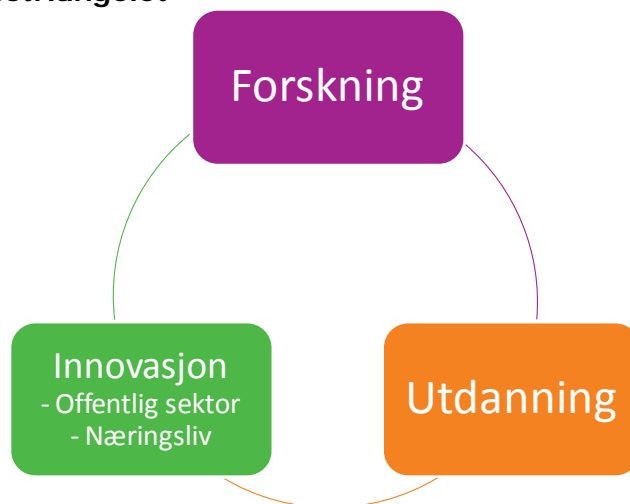 Forskning
Innovasjon
- Offentlig sektor
- Næringsliv
Utdanning